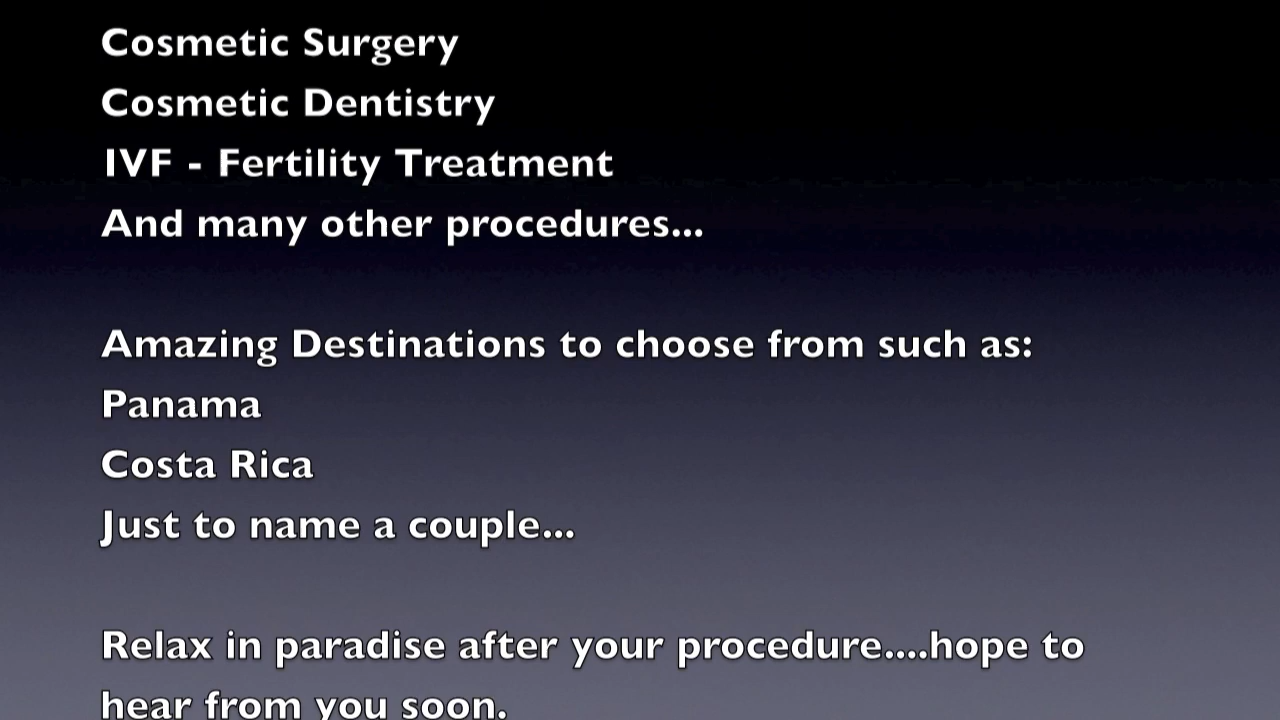 Cosmetic Surgery
Cosmetic Dentistry
IVF - Fertility Treatment
And many other procedures...
Amazing Destinations to choose from such as:
Panama
Costa Rica
Just to name a couple...
Relax in paradise after your procedure....hope to
hear from you soon.